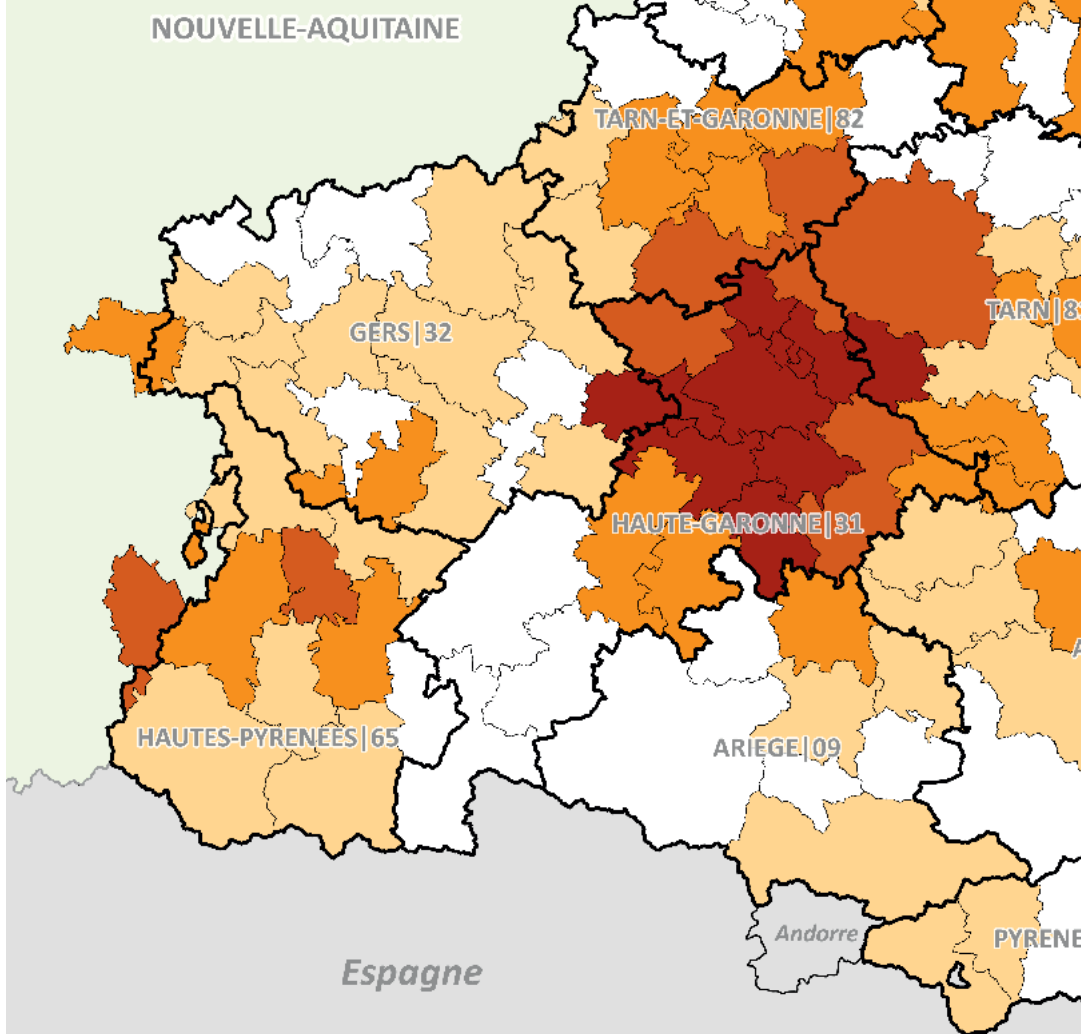 NOUVELLE-AQUITAINE
TARN-ET-GARONNE|82
TARN|8
GERS|32
HAUTE-GARONNE|31
HAUTES-PYRENEES|65
ARIEGE|09
Andorre
PYRENE
Espagne